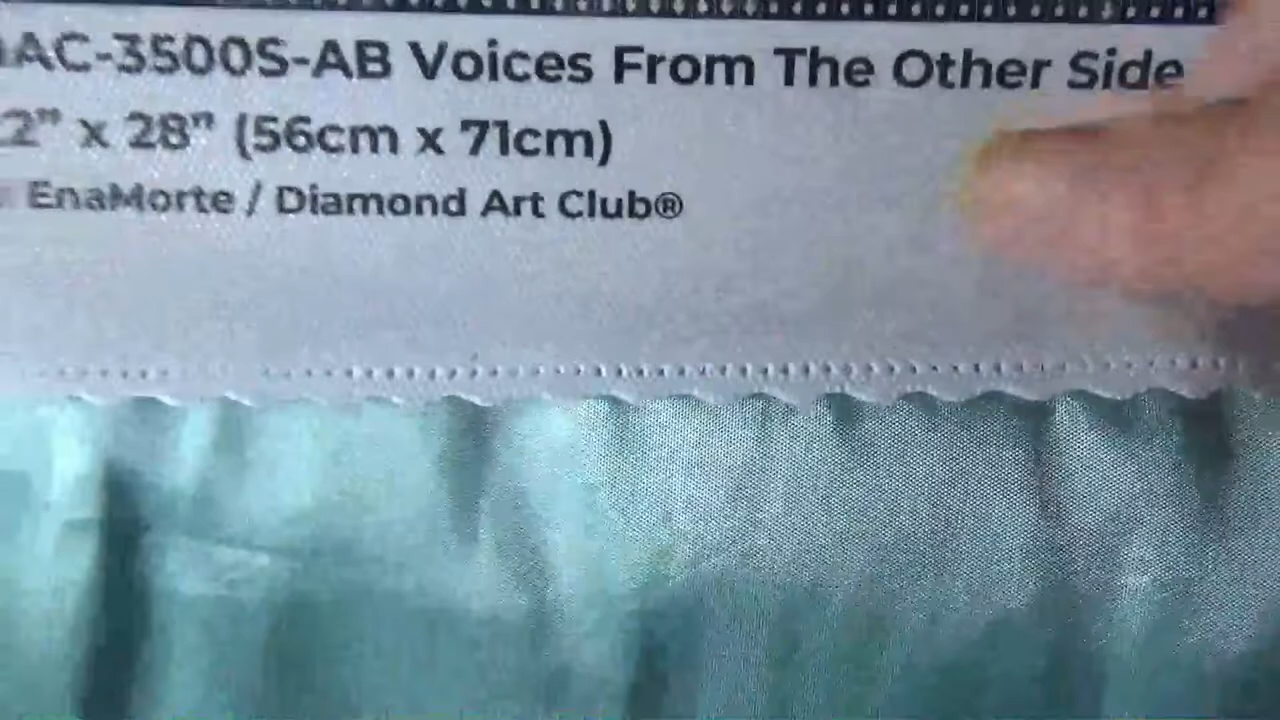 AC-3500S-AB Voices From The Other Side
2” x 28” (56cm x 71cm)
EnaMorte / Diamond Art Club®